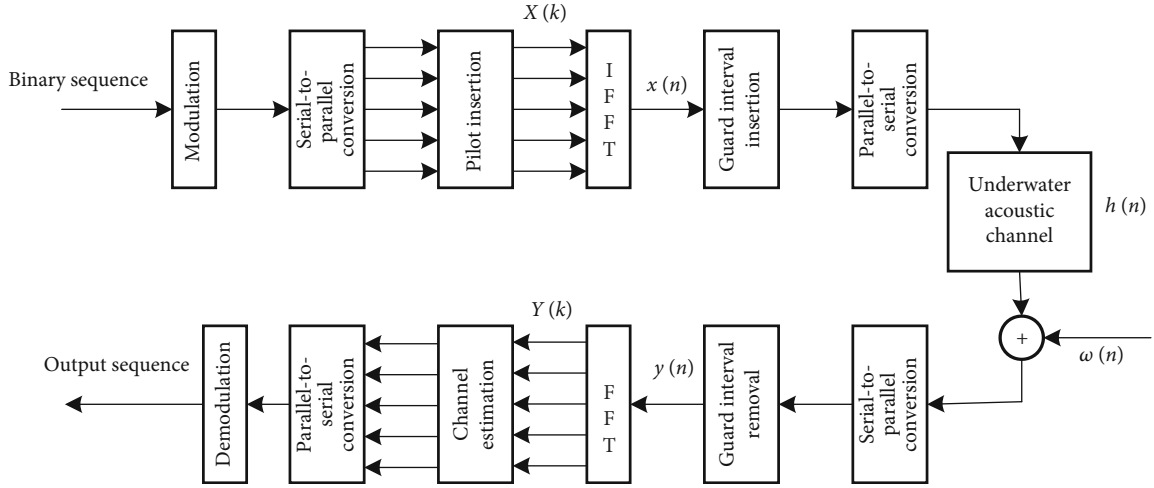 X (k)
Binary sequence
Modulation
Serial-to-
parallel
conversion
Pilot insertion
I
F
F
T
x (n)
Guard interval
insertion
Parallel-to-
serial
conversion
Underwater
acoustic
channel
h (n)
+
ω (n)
Serial-to-
parallel
conversion
Guard interval
removal
y (n)
F
F
T
Y (k)
Channel
estimation
Parallel-to-
serial
conversion
Demodulation
Output sequence